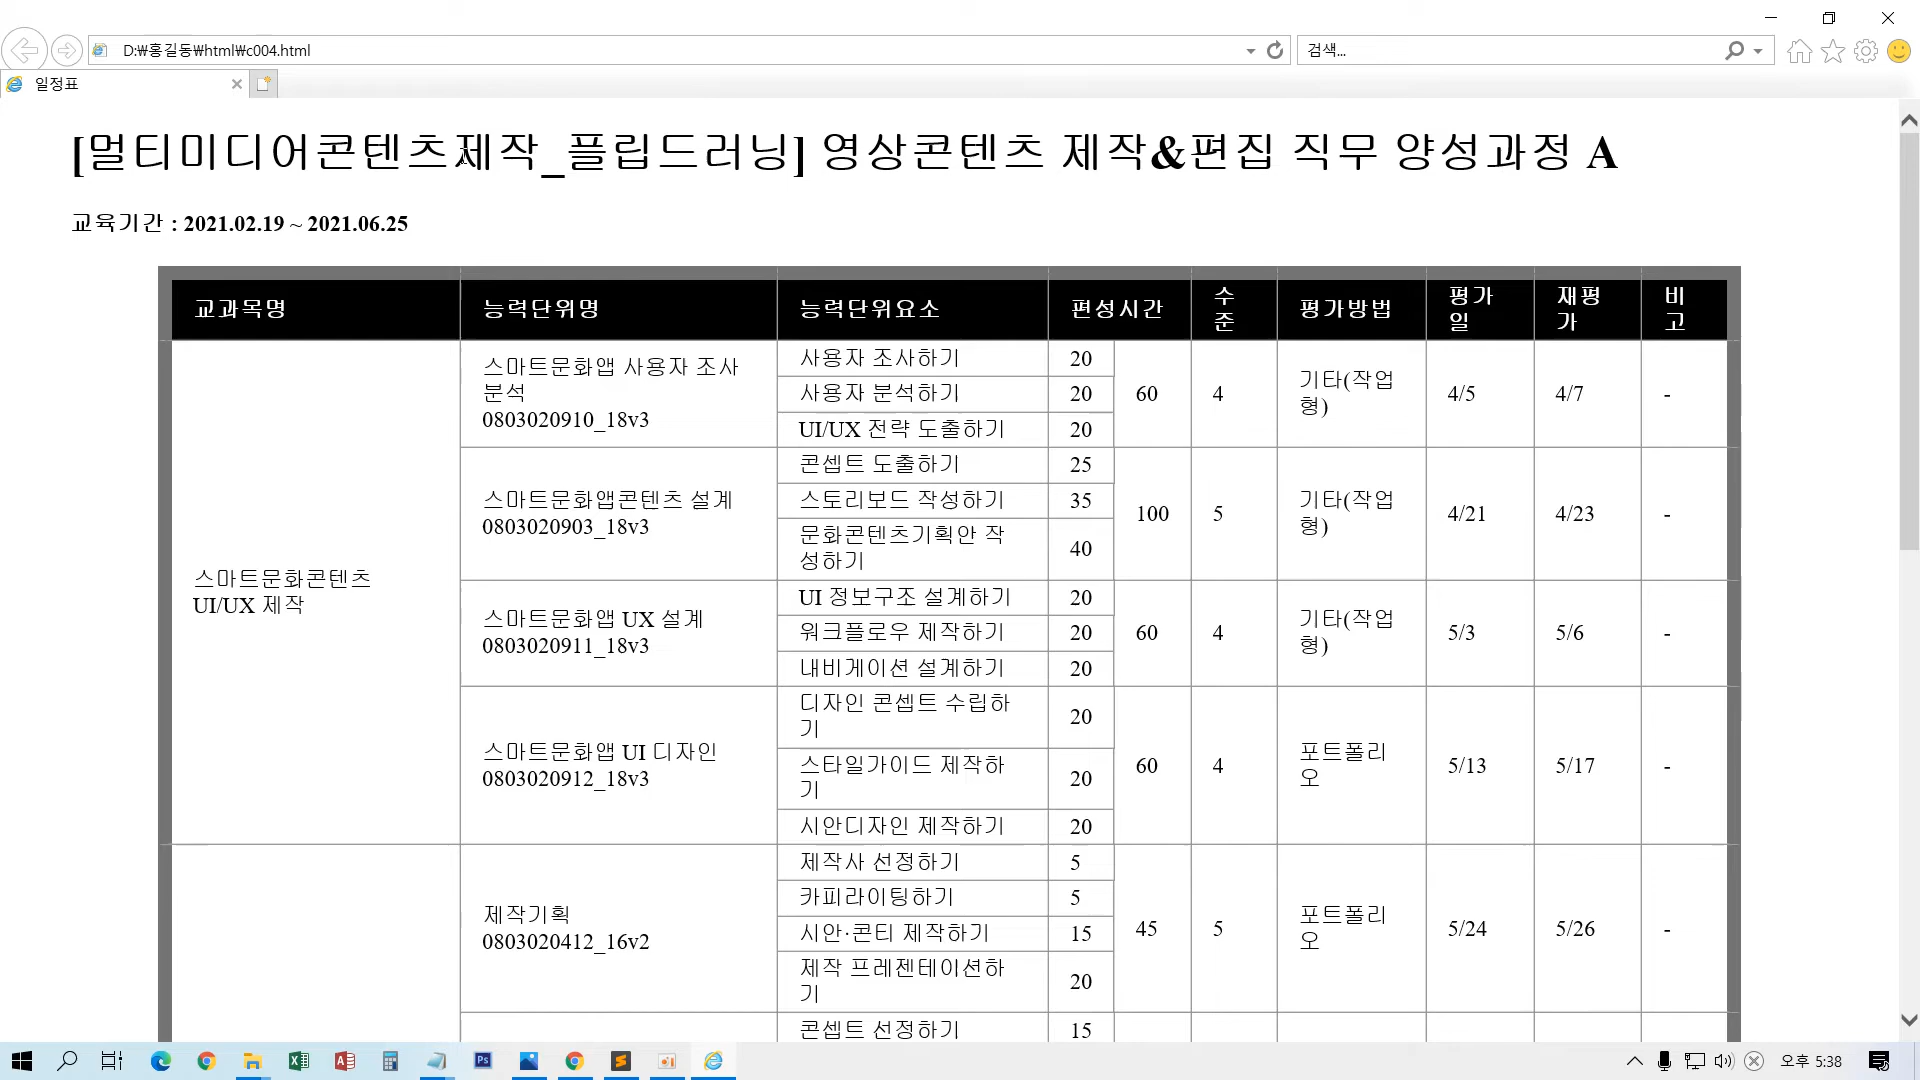 D:₩홍길동₩html₩c004.html
검색...
일정표
[멀티미디어콘텐츠제작_플립드러닝] 영상콘텐츠 제작&편집 직무 양성과정 A
교육기간 : 2021.02.19 ~ 2021.06.25
교과목명 능력단위명 능력단위요소 편성시간 수준 평가방법 평가일 재평가 비고
스마트문화콘텐츠
UI/UX 제작
스마트문화앱 사용자 조사
분석
0803020910_18v3
사용자 조사하기 20
사용자 분석하기 20
UI/UX 전략 도출하기 20
60 4 기타(작업형) 4/5 4/7 -
스마트문화앱콘텐츠 설계
0803020903_18v3
콘셉트 도출하기 25
스토리보드 작성하기 35
문화콘텐츠기획안 작
성하기 40
100 5 기타(작업형) 4/21 4/23 -
스마트문화앱 UX 설계
0803020911_18v3
UI 정보구조 설계하기 20
워크플로우 제작하기 20
내비게이션 설계하기 20
60 4 기타(작업형) 5/3 5/6 -
스마트문화앱 UI 디자인
0803020912_18v3
디자인 콘셉트 수립하
기 20
스타일가이드 제작하
기 20
시안디자인 제작하기 20
60 4 포트폴리오 5/13 5/17 -
제작기획
0803020412_16v2
제작사 선정하기 5
카피라이팅하기 5
시안·콘티 제작하기 15
제작 프레젠테이션하
기 20
45 5 포트폴리오 5/24 5/26 -
콘셉트 선정하기 15
오후 5:38